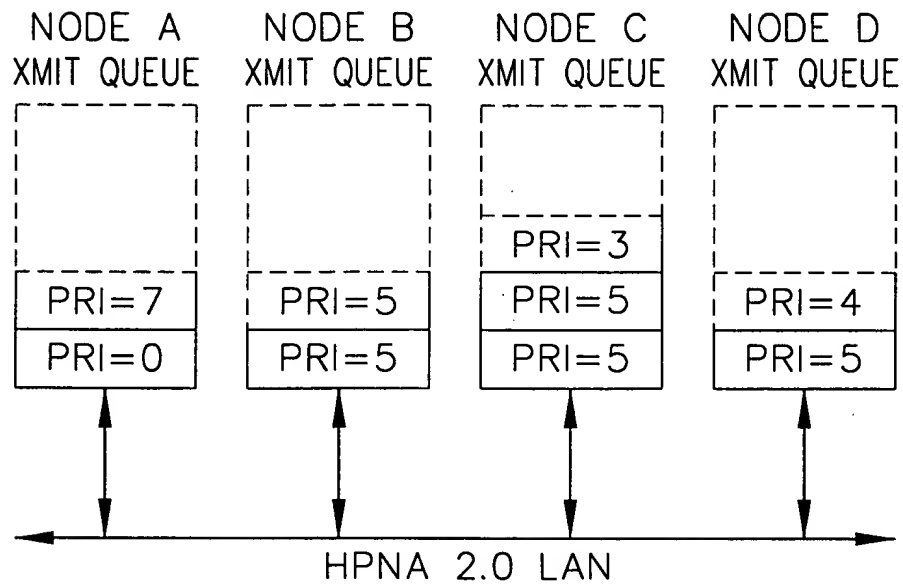 NODE A
XMIT QUEUE
NODE B
XMIT QUEUE
NODE C
XMIT QUEUE
NODE D
XMIT QUEUE
PRI=7
PRI=0
PRI=5
PRI=5
PRI=3
PRI=5
PRI=5
PRI=4
PRI=5
HPNA 2.0 LAN